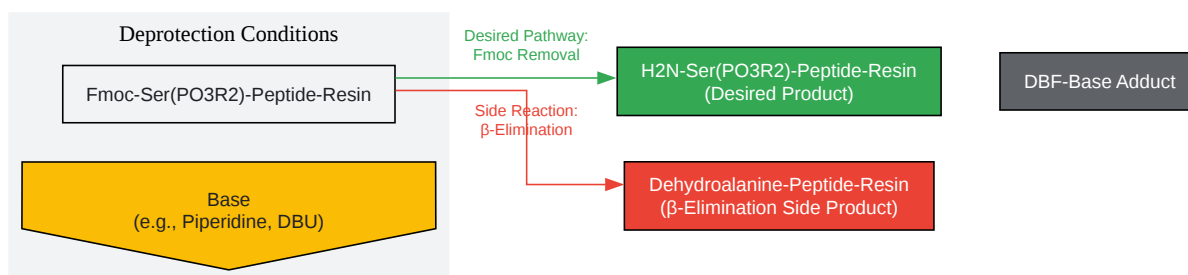 Deprotection Conditions
Fmoc-Ser(PO3R2)-Peptide-Resin
Base
(e.g., Piperidine, DBU)
Desired Pathway:
Fmoc Removal
Side Reaction:
β-Elimination
H2N-Ser(PO3R2)-Peptide-Resin
(Desired Product)
Dehydroalanine-Peptide-Resin
(β-Elimination Side Product)
DBF-Base Adduct